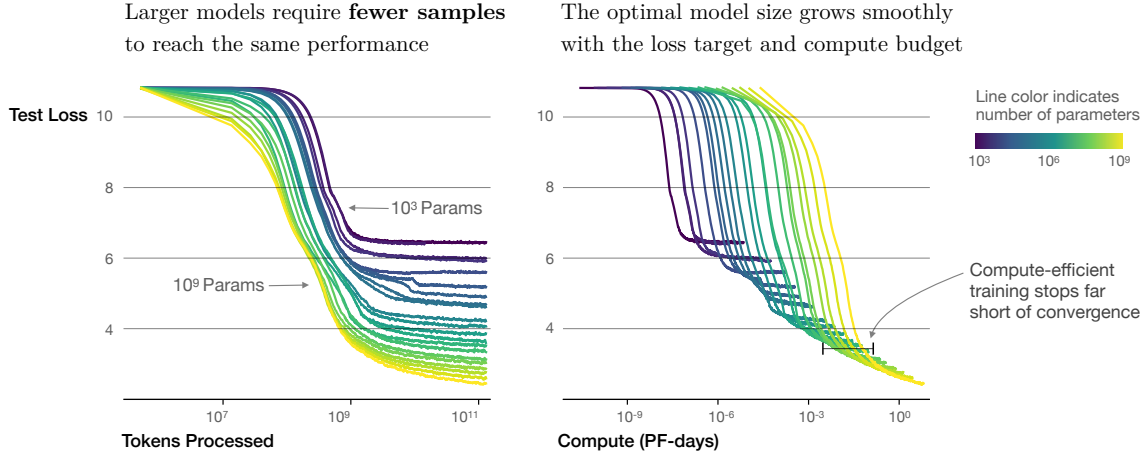 Larger models require fewer samples
to reach the same performance
The optimal model size grows smoothly
with the loss target and compute budget
Test Loss
10
8
6
4
10³ Params
10⁹ Params
10⁷
10⁹
10¹¹
Tokens Processed
10
8
6
4
10⁻⁹
10⁻⁶
10⁻³
10⁰
Compute (PF-days)
Line color indicates
number of parameters
10³
10⁶
10⁹
Compute-efficient
training stops far
short of convergence